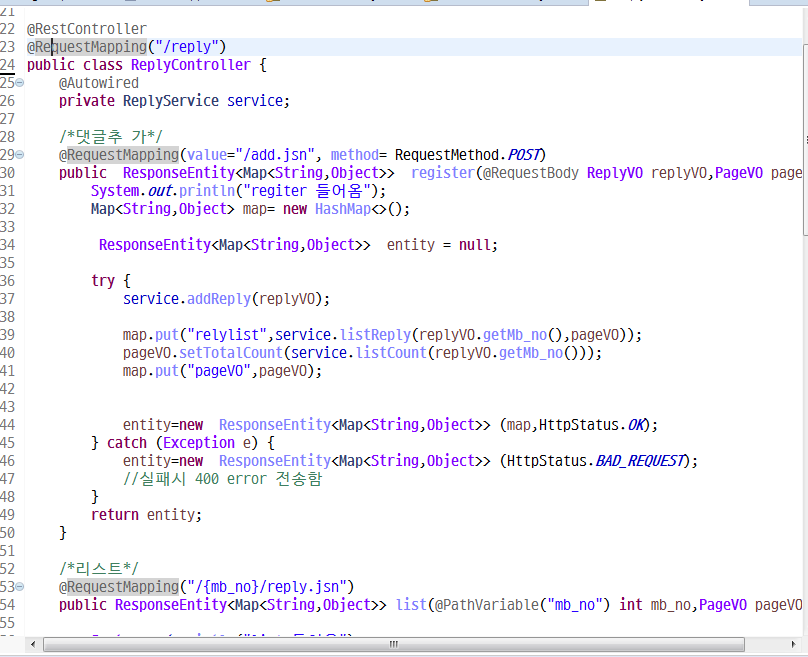 21
22 @RestController
23 @RequestMapping("/reply")
24 public class ReplyController {
25 @Autowired
26 private ReplyService service;
27
28 /*댓글추 가*/
29 @RequestMapping(value="/add.jsn", method= RequestMethod.POST)
30 public ResponseEntity<Map<String,Object>> register(@RequestBody ReplyVO replyVO,PageVO page
31 System.out.println("regiter 들어옴");
32 Map<String,Object> map= new HashMap<>();
33
34 ResponseEntity<Map<String,Object>> entity = null;
35
36 try {
37 service.addReply(replyVO);
38
39 map.put("relylist",service.listReply(replyVO.getMb_no(),pageVO));
40 pageVO.setTotalCount(service.listCount(replyVO.getMb_no()));
41 map.put("pageVO",pageVO);
42
43
44 entity=new ResponseEntity<Map<String,Object>> (map,HttpStatus.OK);
45 } catch (Exception e) {
46 entity=new ResponseEntity<Map<String,Object>> (HttpStatus.BAD_REQUEST);
47 //실패시 400 error 전송함
48 }
49 return entity;
50 }
51
52 /*리스트*/
53 @RequestMapping("/{mb_no}/reply.jsn")
54 public ResponseEntity<Map<String,Object>> list(@PathVariable("mb_no") int mb_no,PageVO pageVO
55